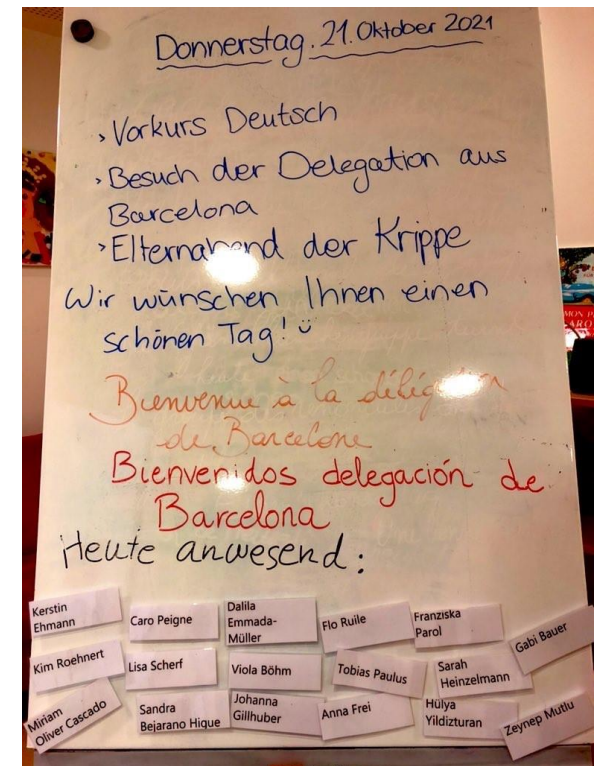 Donnerstag. 21. Oktober 2021
> Vorkurs Deutsch
> Besuch der Delegation aus
Barcelona
> Elternabend der Krippe
Wir wünschen Ihnen einen
schönen Tag! ü
Bienvenue à la délégation
de Barcelone
Bienvenidos delegación de
Barcelona
Heute anwesend:
Kerstin
Ehmann
Caro Peigne
Dalila
Emmada-
Müller
Flo Ruile
Franziska
Parol
Gabi Bauer
Kim Roehnert
Lisa Scherf
Viola Böhm
Tobias Paulus
Sarah
Heinzelmann
Miriam
Oliver Cascado
Sandra
Bejarano Hique
Johanna
Gillhuber
Anna Frei
Hülya
Yildizturan
Zeynep Mutlu